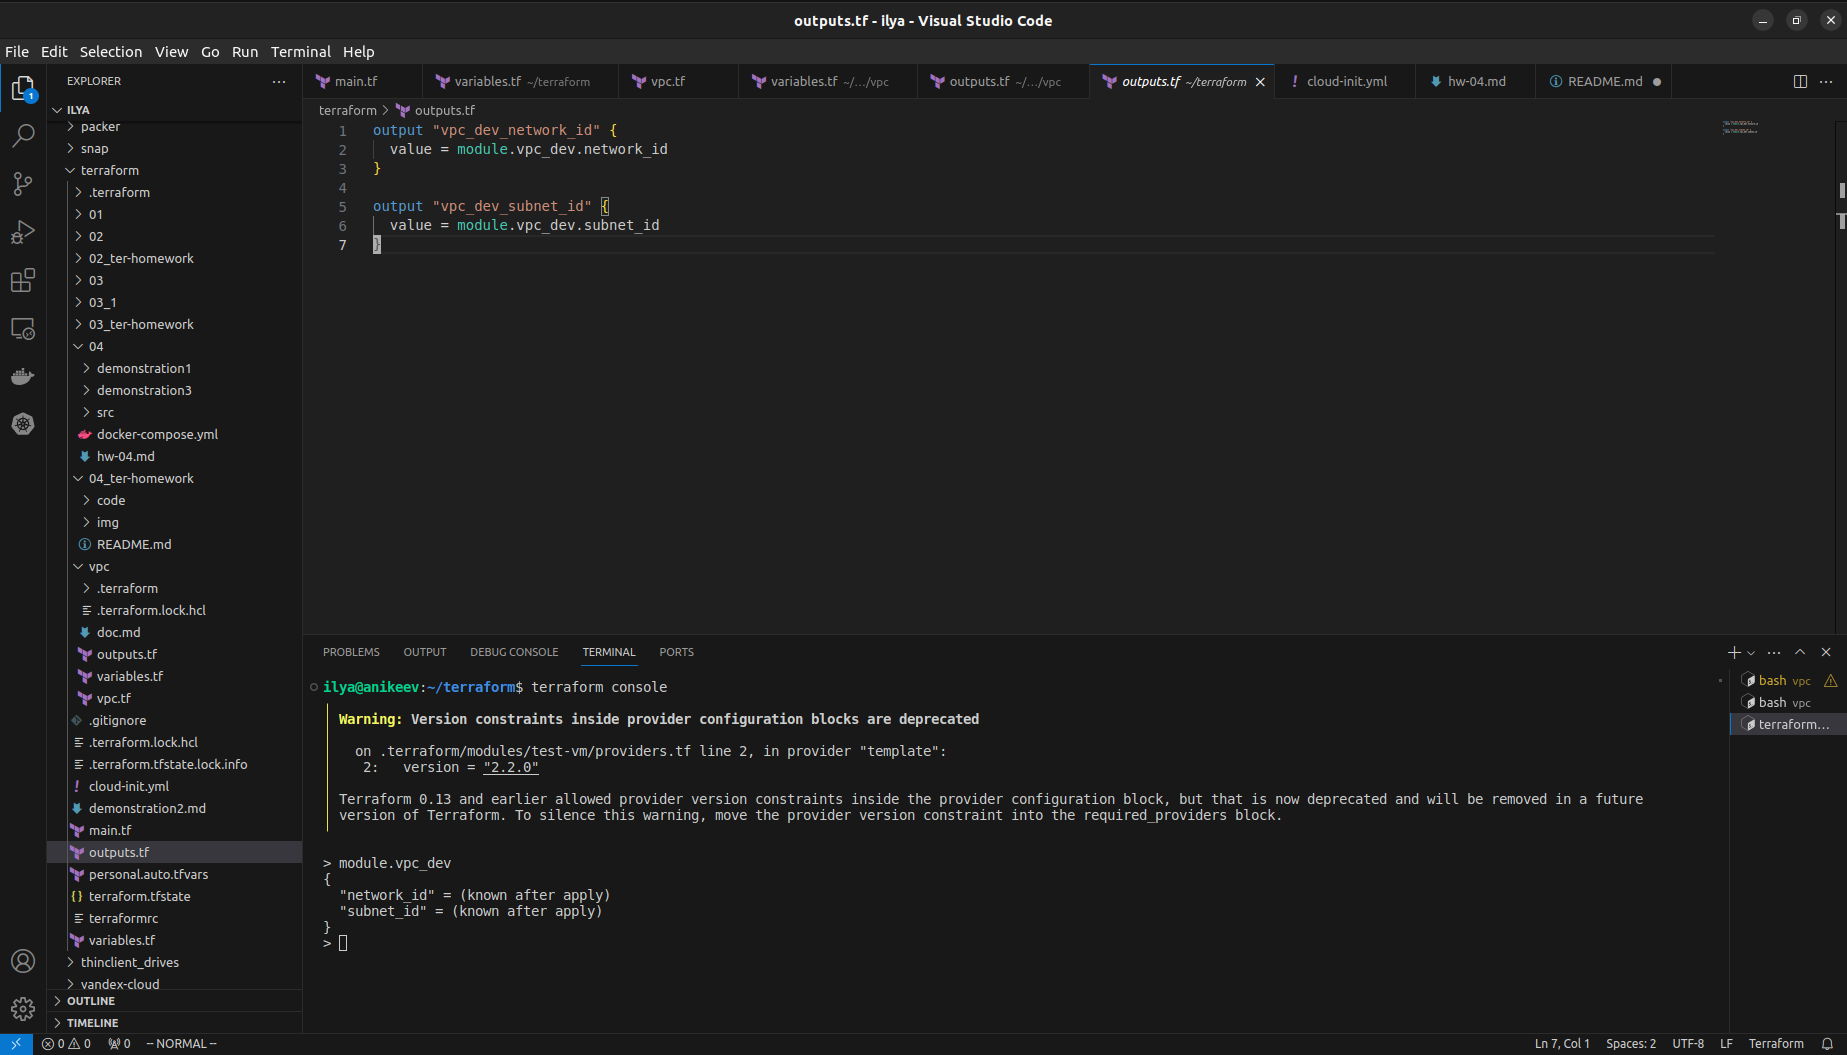 outputs.tf - ilya - Visual Studio Code
File Edit Selection View Go Run Terminal Help
EXPLORER
main.tf
variables.tf ~/terraform
vpc.tf
variables.tf ~/.../vpc
outputs.tf ~/.../vpc
outputs.tf ~/terraform
cloud-init.yml
hw-04.md
README.md
ILYA
packer
snap
terraform
.terraform
01
02
02_ter-homework
03
03_1
03_ter-homework
04
demonstration1
demonstration3
src
docker-compose.yml
hw-04.md
04_ter-homework
code
img
README.md
vpc
.terraform
.terraform.lock.hcl
doc.md
outputs.tf
variables.tf
vpc.tf
.gitignore
.terraform.lock.hcl
.terraform.tfstate.lock.info
cloud-init.yml
demonstration2.md
main.tf
outputs.tf
personal.auto.tfvars
terraform.tfstate
terraformrc
variables.tf
thinclient_drives
yandex-cloud
OUTLINE
TIMELINE
terraform > outputs.tf
1 output "vpc_dev_network_id" {
2 value = module.vpc_dev.network_id
3 }
4
5 output "vpc_dev_subnet_id" {
6 value = module.vpc_dev.subnet_id
7 }
PROBLEMS OUTPUT DEBUG CONSOLE TERMINAL PORTS
ilya@anikeev:~/terraform$ terraform console
Warning: Version constraints inside provider configuration blocks are deprecated
on .terraform/modules/test-vm/providers.tf line 2, in provider "template":
2: version = "2.2.0"
Terraform 0.13 and earlier allowed provider version constraints inside the provider configuration block, but that is now deprecated and will be removed in a future
version of Terraform. To silence this warning, move the provider version constraint into the required_providers block.
> module.vpc_dev
{
"network_id" = (known after apply)
"subnet_id" = (known after apply)
}
>
bash vpc
bash vpc
terraform...
1
0 0 0 -- NORMAL --
Ln 7, Col 1 Spaces: 2 UTF-8 LF Terraform